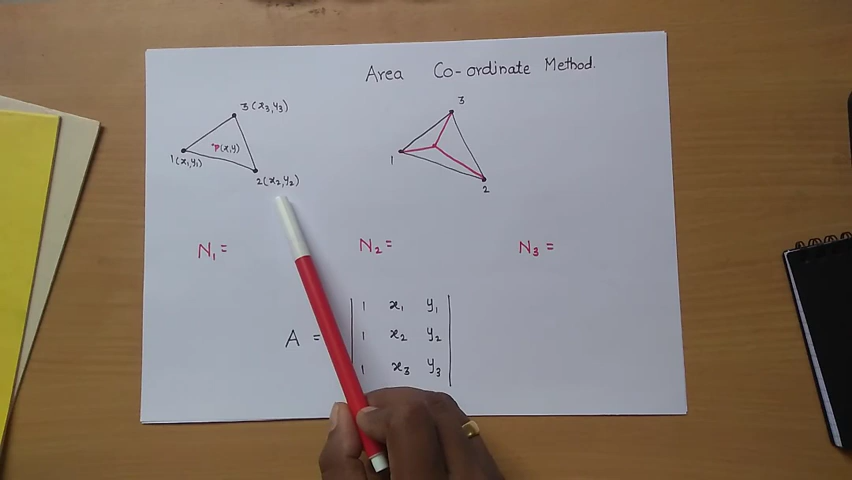 Area Co-ordinate Method.
3(x₃,y₃)
P(x,y)
1(x₁,y₁)
2(x₂,y₂)
3
1
2
N₁=
N₂=
N₃=
A =
1 x₁ y₁
1 x₂ y₂
1 x₃ y₃